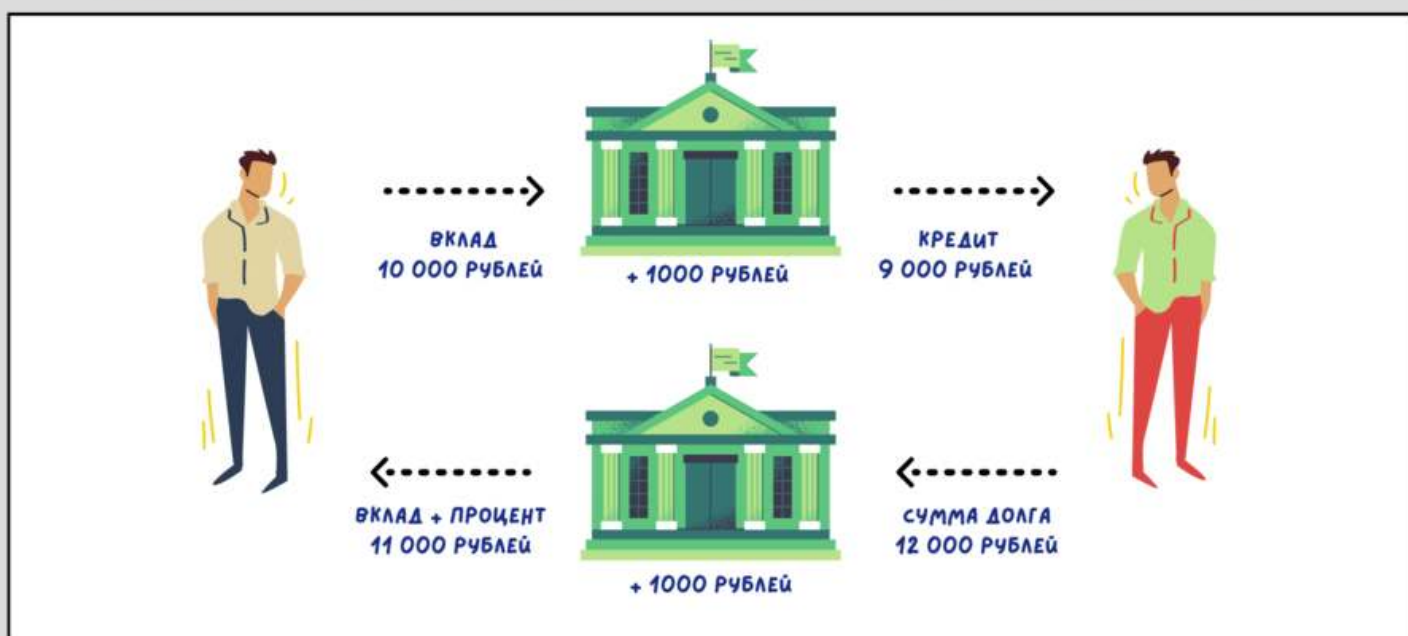 ВКЛАД
10 000 РУБЛЕЙ
+ 1000 РУБЛЕЙ
КРЕДИТ
9 000 РУБЛЕЙ
ВКЛАД + ПРОЦЕНТ
11 000 РУБЛЕЙ
+ 1000 РУБЛЕЙ
СУММА ДОЛГА
12 000 РУБЛЕЙ